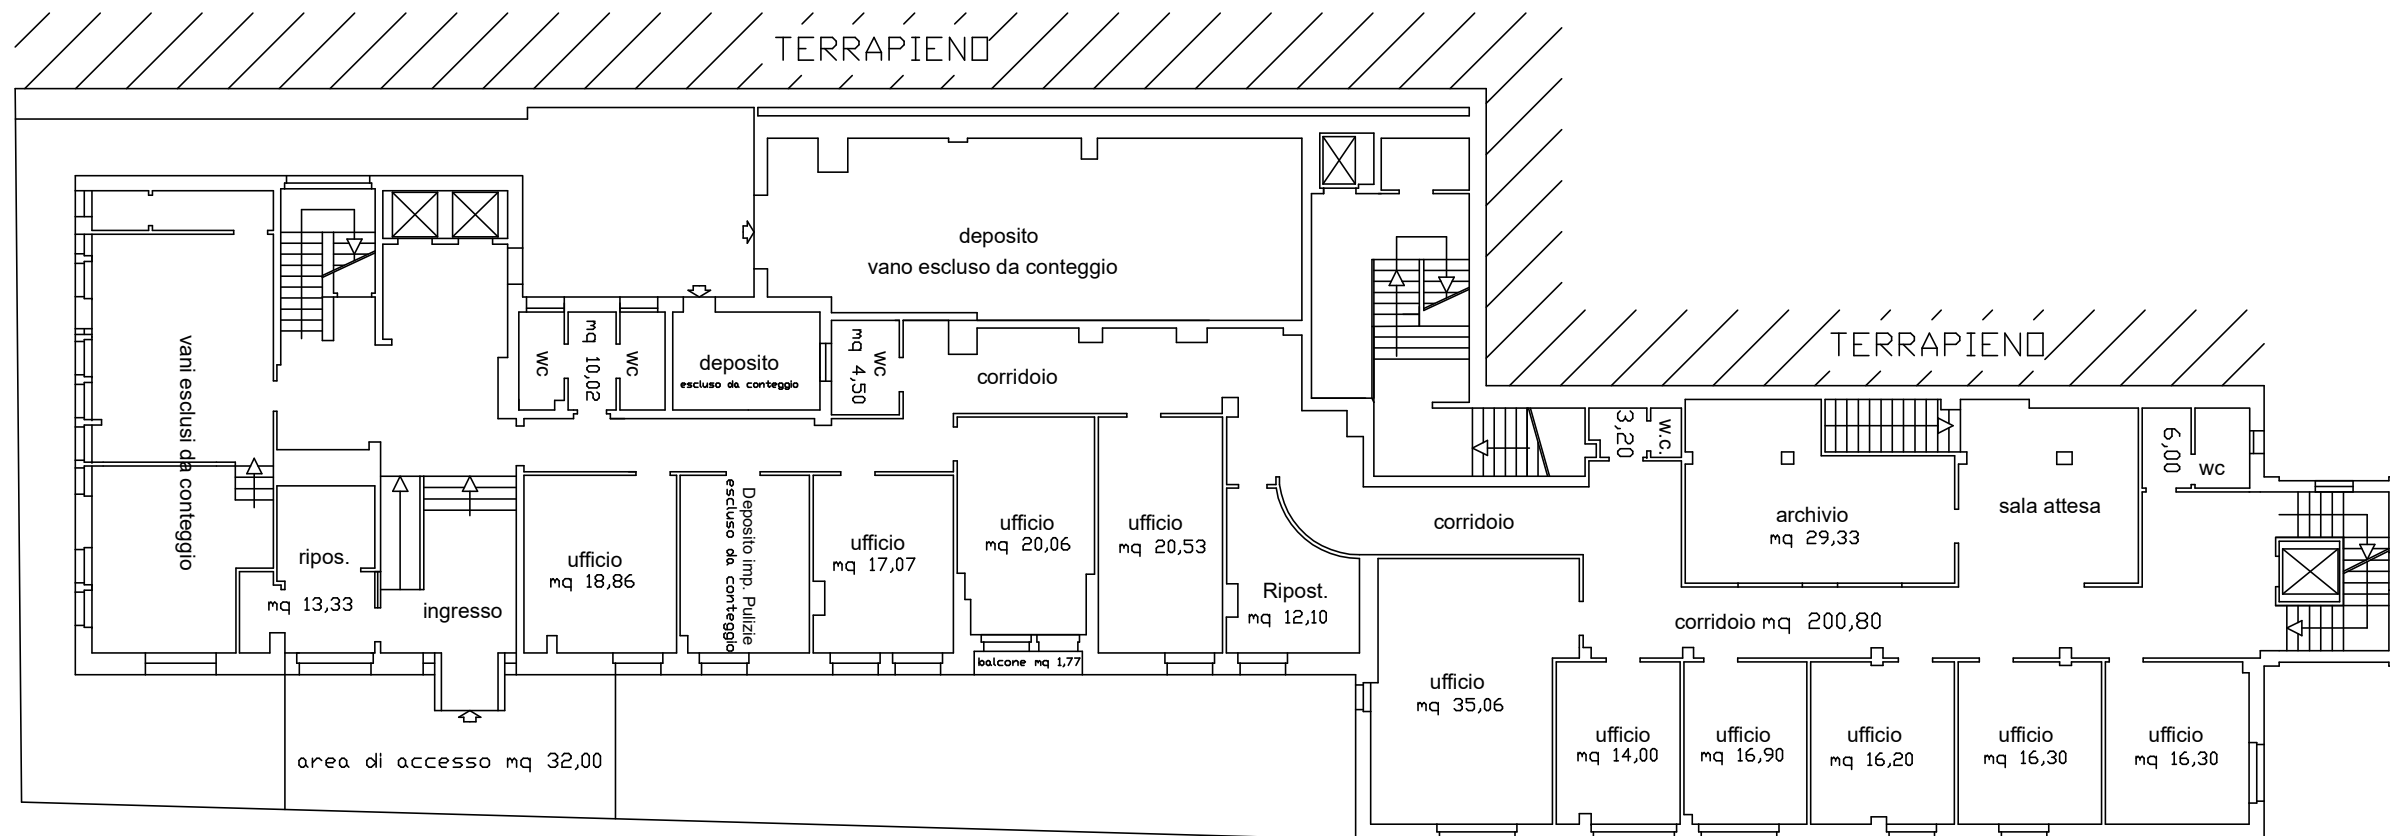 TERRAPIENO
deposito
vano escluso da conteggio
TERRAPIENO
vani esclusi da conteggio
wc
mq 10,02
wc
deposito
escluso da conteggio
mq 4,50
wc
corridoio
3,20
w.c.
6,00
wc
ripos.
mq 13,33
ingresso
ufficio
mq 18,86
Deposito imp. Pulizie
escluso da conteggio
ufficio
mq 17,07
ufficio
mq 20,06
ufficio
mq 20,53
corridoio
archivio
mq 29,33
sala attesa
Ripost.
mq 12,10
corridoio mq 200,80
balcone mq 1,77
ufficio
mq 35,06
ufficio
mq 14,00
ufficio
mq 16,90
ufficio
mq 16,20
ufficio
mq 16,30
ufficio
mq 16,30
area di accesso mq 32,00